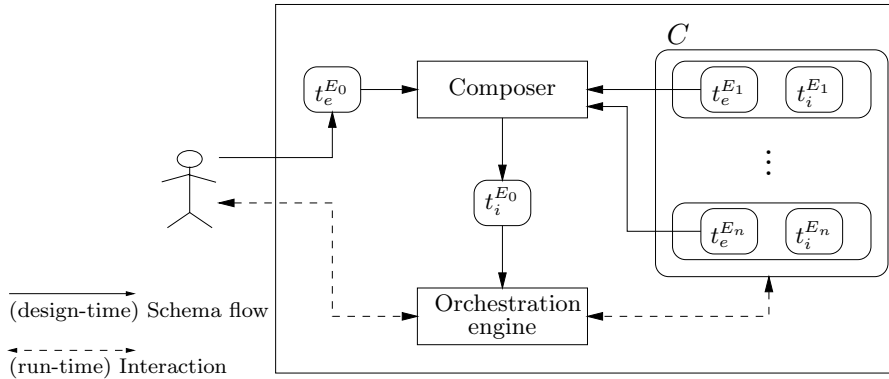 C
t_e^{E_0}
Composer
t_e^{E_1} t_i^{E_1}
⋮
t_i^{E_0}
t_e^{E_n} t_i^{E_n}
(design-time) Schema flow
Orchestration
engine
(run-time) Interaction